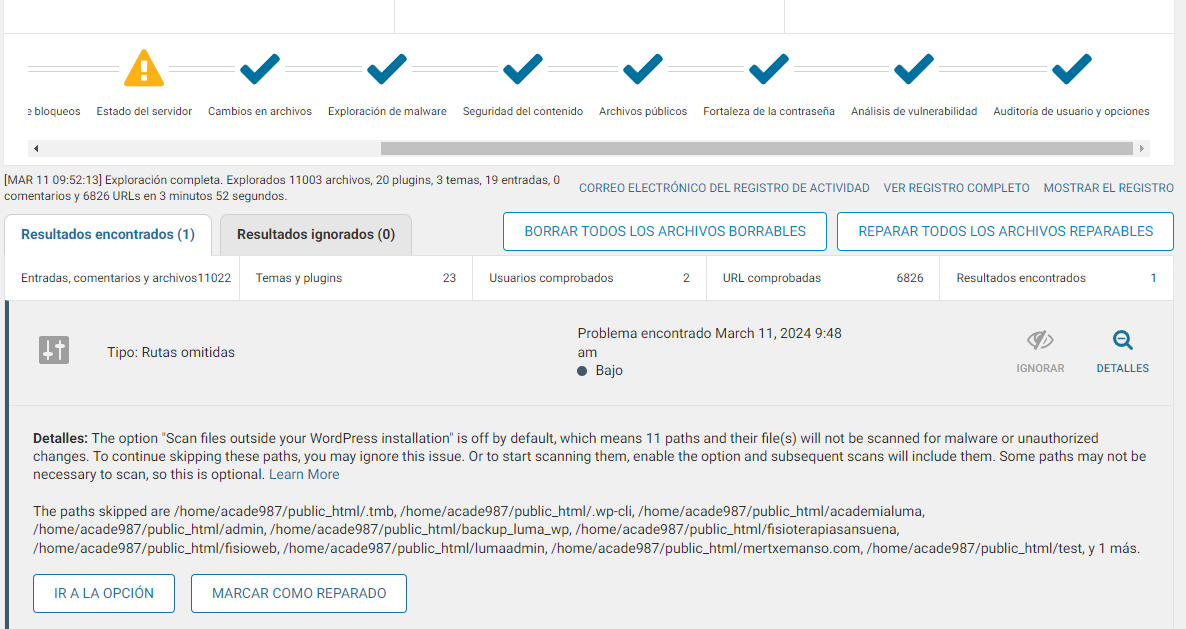 e bloqueos
Estado del servidor
Cambios en archivos
Exploración de malware
Seguridad del contenido
Archivos públicos
Fortaleza de la contraseña
Análisis de vulnerabilidad
Auditoría de usuario y opciones
[MAR 11 09:52:13] Exploración completa. Explorados 11003 archivos, 20 plugins, 3 temas, 19 entradas, 0
comentarios y 6826 URLs en 3 minutos 52 segundos.
CORREO ELECTRÓNICO DEL REGISTRO DE ACTIVIDAD
VER REGISTRO COMPLETO
MOSTRAR EL REGISTRO
Resultados encontrados (1)
Resultados ignorados (0)
BORRAR TODOS LOS ARCHIVOS BORRABLES
REPARAR TODOS LOS ARCHIVOS REPARABLES
Entradas, comentarios y archivos11022
Temas y plugins 23
Usuarios comprobados 2
URL comprobadas 6826
Resultados encontrados 1
Tipo: Rutas omitidas
Problema encontrado March 11, 2024 9:48
am
Bajo
IGNORAR
DETALLES
Detalles: The option "Scan files outside your WordPress installation" is off by default, which means 11 paths and their file(s) will not be scanned for malware or unauthorized
changes. To continue skipping these paths, you may ignore this issue. Or to start scanning them, enable the option and subsequent scans will include them. Some paths may not be
necessary to scan, so this is optional. Learn More
The paths skipped are /home/acade987/public_html/.tmb, /home/acade987/public_html/.wp-cli, /home/acade987/public_html/academialuma,
/home/acade987/public_html/admin, /home/acade987/public_html/backup_luma_wp, /home/acade987/public_html/fisioterapiasansuena,
/home/acade987/public_html/fisioweb, /home/acade987/public_html/lumaadmin, /home/acade987/public_html/mertxemanso.com, /home/acade987/public_html/test, y 1 más.
IR A LA OPCIÓN
MARCAR COMO REPARADO